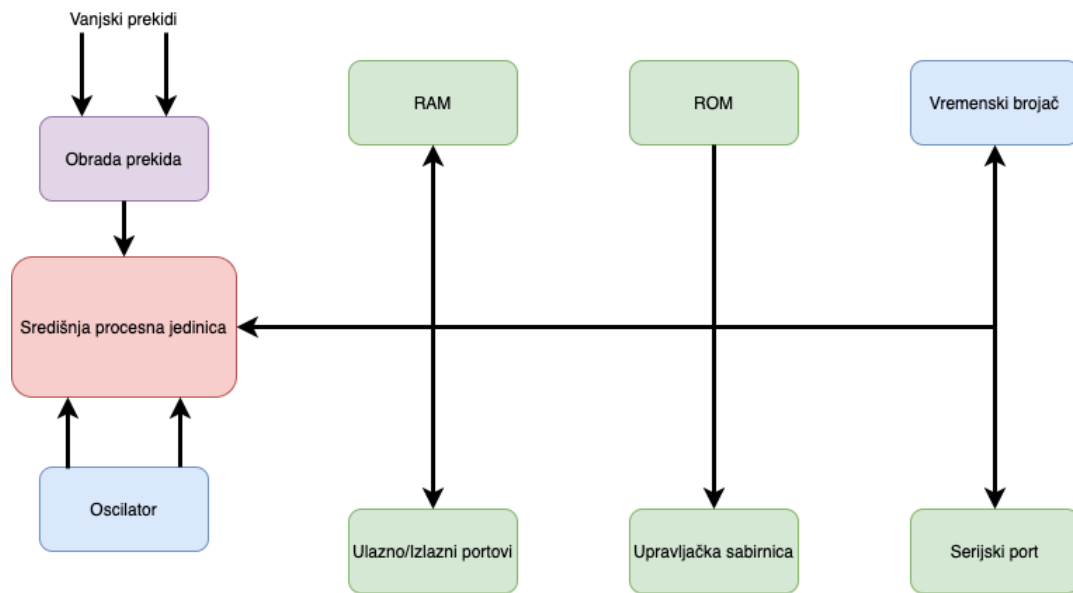 Vanjski prekidi
RAM
ROM
Vremenski brojač
Obrada prekida
Središnja procesna jedinica
Oscilator
Ulazno/Izlazni portovi
Upravljačka sabirnica
Serijski port